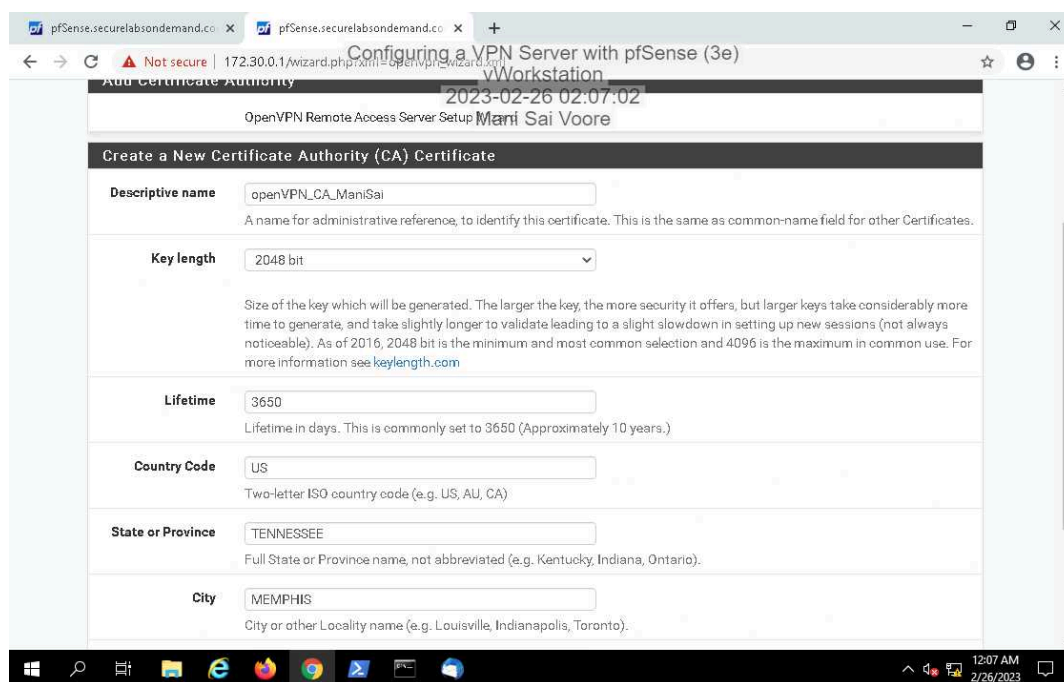 pfSense.securelabsondemand.co
pfSense.securelabsondemand.co
Not secure | 172.30.0.1/wizard.php?xml=openvpn_wizard.xml
Configuring a VPN Server with pfSense (3e)
vWorkstation
2023-02-26 02:07:02
Mani Sai Voore
Add Certificate Authority
OpenVPN Remote Access Server Setup Wizard
Create a New Certificate Authority (CA) Certificate
Descriptive name
openVPN_CA_ManiSai
A name for administrative reference, to identify this certificate. This is the same as common-name field for other Certificates.
Key length
2048 bit
Size of the key which will be generated. The larger the key, the more security it offers, but larger keys take considerably more
time to generate, and take slightly longer to validate leading to a slight slowdown in setting up new sessions (not always
noticeable). As of 2016, 2048 bit is the minimum and most common selection and 4096 is the maximum in common use. For
more information see keylength.com
Lifetime
3650
Lifetime in days. This is commonly set to 3650 (Approximately 10 years.)
Country Code
US
Two-letter ISO country code (e.g. US, AU, CA)
State or Province
TENNESSEE
Full State or Province name, not abbreviated (e.g. Kentucky, Indiana, Ontario).
City
MEMPHIS
City or other Locality name (e.g. Louisville, Indianapolis, Toronto).
12:07 AM
2/26/2023